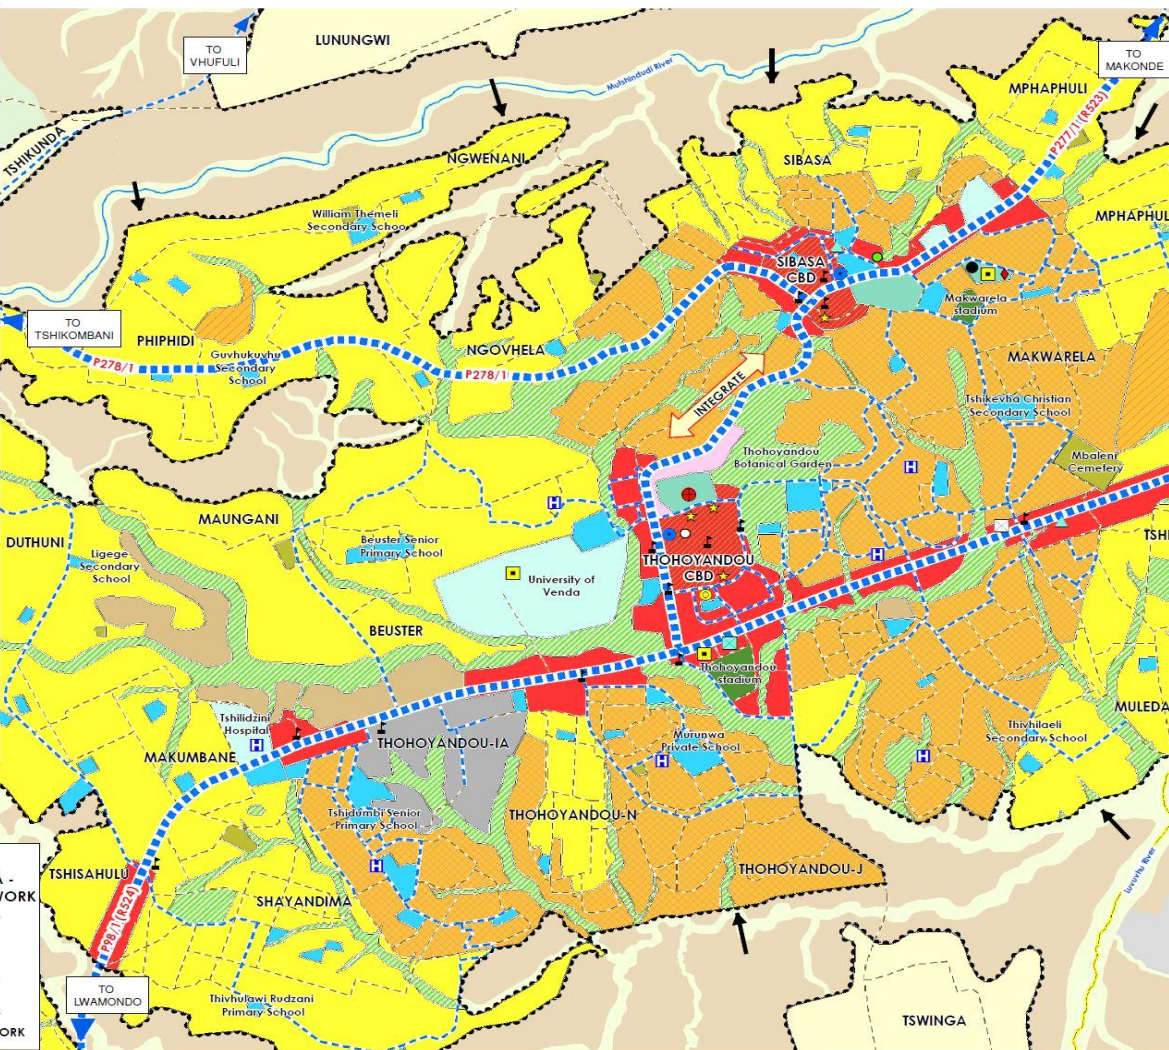 LUNUNGWI
TO
VHUFULI
TO
MAKONDE
Mutshindudi River
MPHAPHULI
P277/1 (R523)
TSHIKUNDA
NGWENANI
SIBASA
William Themeli
Secondary School
MPHAPHUL
SIBASA
CBD
Makwarela
stadium
TO
TSHIKOMBANI
PHIPHIDI
Guvhukuvhu
Secondary
School
NGOVHELA
MAKWARELA
P278/1
P278/1
INTEGRATE
Tshikevha Christian
Secondary School
Thohoyandou
Botanical Garden
Mbaleni
Cemetery
H
H
MAUNGANI
DUTHUNI
Ligege
Secondary
School
Beuster Senior
Primary School
TSHI
H
THOHOYANDOU
CBD
University of
Venda
BEUSTER
Thohoyandou
stadium
Tshilidzini
Hospital
H
MULEDA
Thivhilaeli
Secondary School
THOHOYANDOU-IA
Murunwa
Private School
MAKUMBANE
H
H
Tshidumbi Senior
Primary School
THOHOYANDOU-N
H
TSHISAHULU
THOHOYANDOU-J
Luvuvhu River
A -
WORK
SHAYANDIMA
P98/1 (R524)
TO
LWAMONDO
Thivhulawi Rudzani
Primary School
TSWINGA
ORK